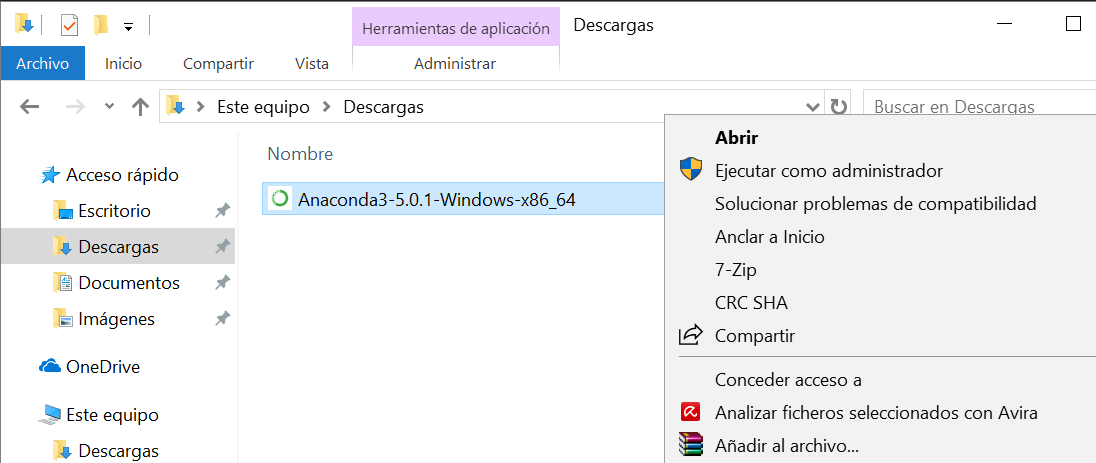 Herramientas de aplicación
Descargas
Archivo
Inicio
Compartir
Vista
Administrar
Este equipo
Descargas
Buscar en Descargas
Acceso rápido
Escritorio
Descargas
Documentos
Imágenes
OneDrive
Este equipo
Descargas
Nombre
Anaconda3-5.0.1-Windows-x86_64
Abrir
Ejecutar como administrador
Solucionar problemas de compatibilidad
Anclar a Inicio
7-Zip
CRC SHA
Compartir
Conceder acceso a
Analizar ficheros seleccionados con Avira
Añadir al archivo...